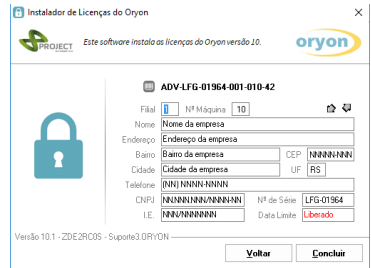 Instalador de Licenças do Oryon
SPROJECT Este software instala as licenças do Oryon versão 10. oryon
ADV-LFG-01964-001-010-42
Filial 1 Nº Máquina 10
Nome Nome da empresa
Endereço Endereço da empresa
Bairro Bairro da empresa CEP NNNNN-NNN
Cidade Cidade da empresa UF RS
Telefone (NN) NNNN-NNNN
CNPJ NN.NNN.NNN/NNNN-NN Nº de Série LFG-01964
I.E. NNN/NNNNNNN Data Limite Liberado
Versão 10.1 - ZDE2RC0S - Suporte3.ORYON
Voltar Concluir